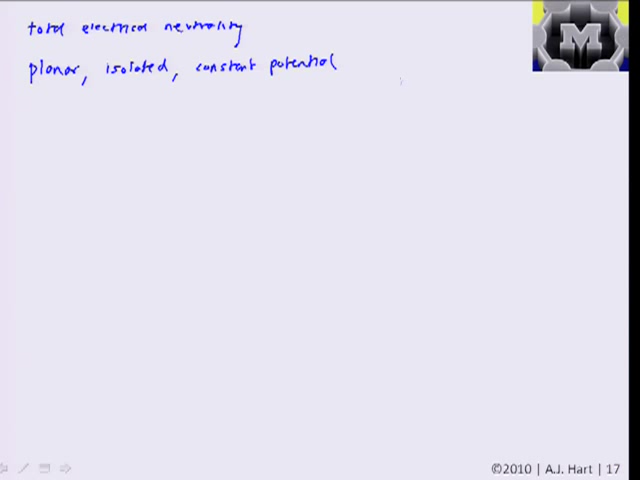 total electrical neutrality
planar, isolated, constant potential
M
©2010 | A.J. Hart | 17